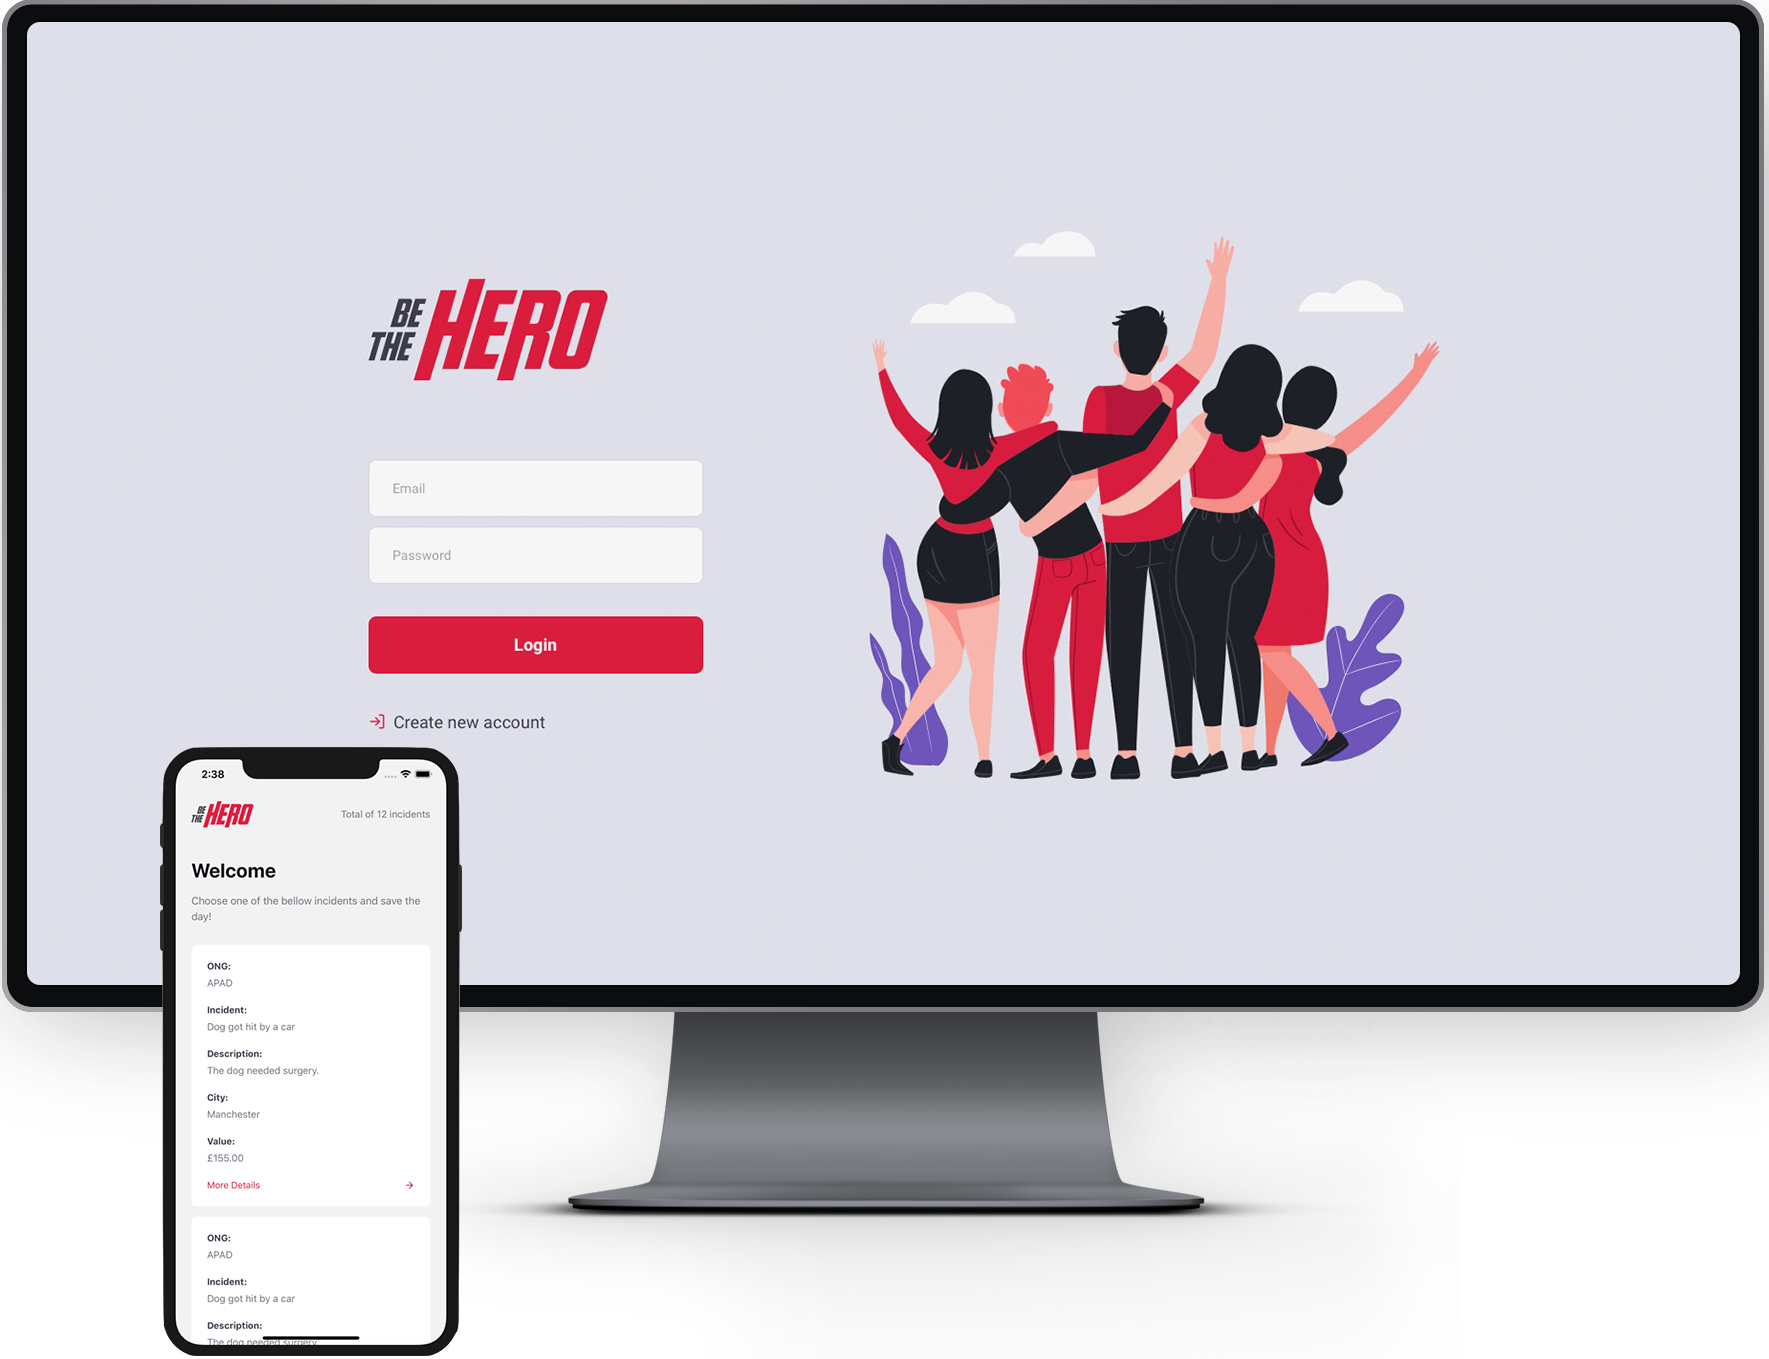 BE
THE HERO
Email
Password
Login
Create new account
2:38
BE
THE HERO
Total of 12 incidents
Welcome
Choose one of the bellow incidents and save the
day!
ONG:
APAD
Incident:
Dog got hit by a car
Description:
The dog needed surgery.
City:
Manchester
Value:
£155.00
More Details
ONG:
APAD
Incident:
Dog got hit by a car
Description:
The dog needed surgery